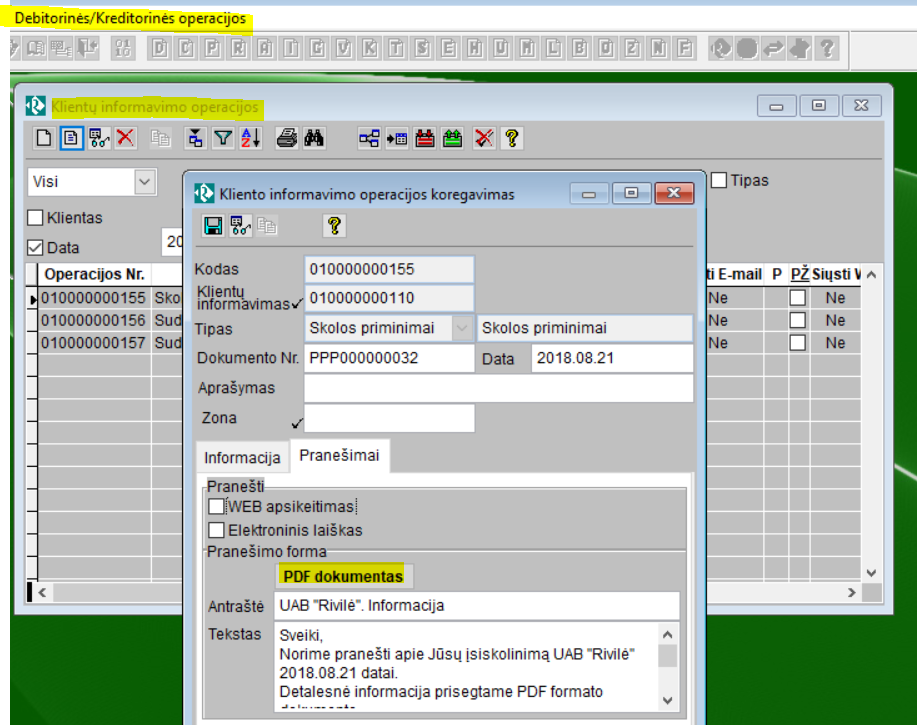 Debitorinės/Kreditorinės operacijos
D C P R A I G V K T S E H U M L B O Z N F ?
Klientų informavimo operacijos
?
Visi
Tipas
Klientas
Data 20
Operacijos Nr. ti E-mail P PŽ Siųsti
010000000155 Sko Ne Ne
010000000156 Sud Ne Ne
010000000157 Sud Ne Ne
Kliento informavimo operacijos koregavimas
?
Kodas 010000000155
Klientų
informavimas 010000000110
Tipas Skolos priminimai Skolos priminimai
Dokumento Nr. PPP000000032 Data 2018.08.21
Aprašymas
Zona
Informacija Pranešimai
Pranešti
WEB apsikeitimas
Elektroninis laiškas
Pranešimo forma
PDF dokumentas
Antraštė UAB "Rivilė". Informacija
Tekstas Sveiki,
Norime pranešti apie Jūsų įsiskolinimą UAB "Rivilė"
2018.08.21 datai.
Detalesnė informacija prisegtame PDF formato